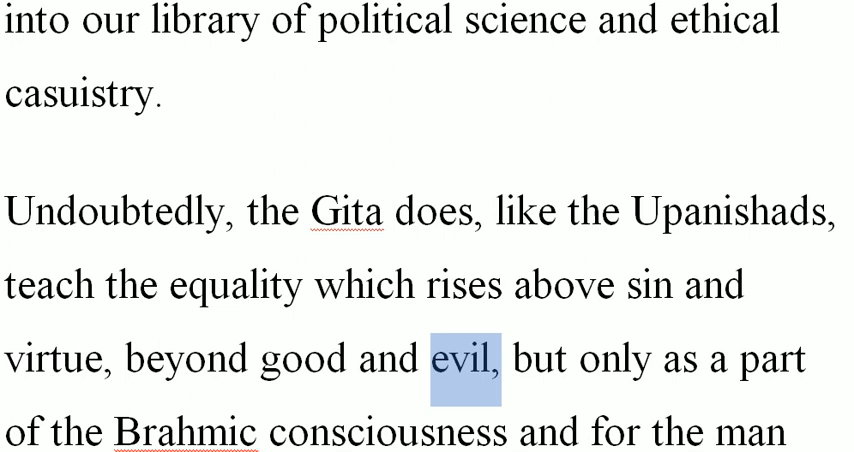 into our library of political science and ethical
casuistry.
Undoubtedly, the Gita does, like the Upanishads,
teach the equality which rises above sin and
virtue, beyond good and evil, but only as a part
of the Brahmic consciousness and for the man